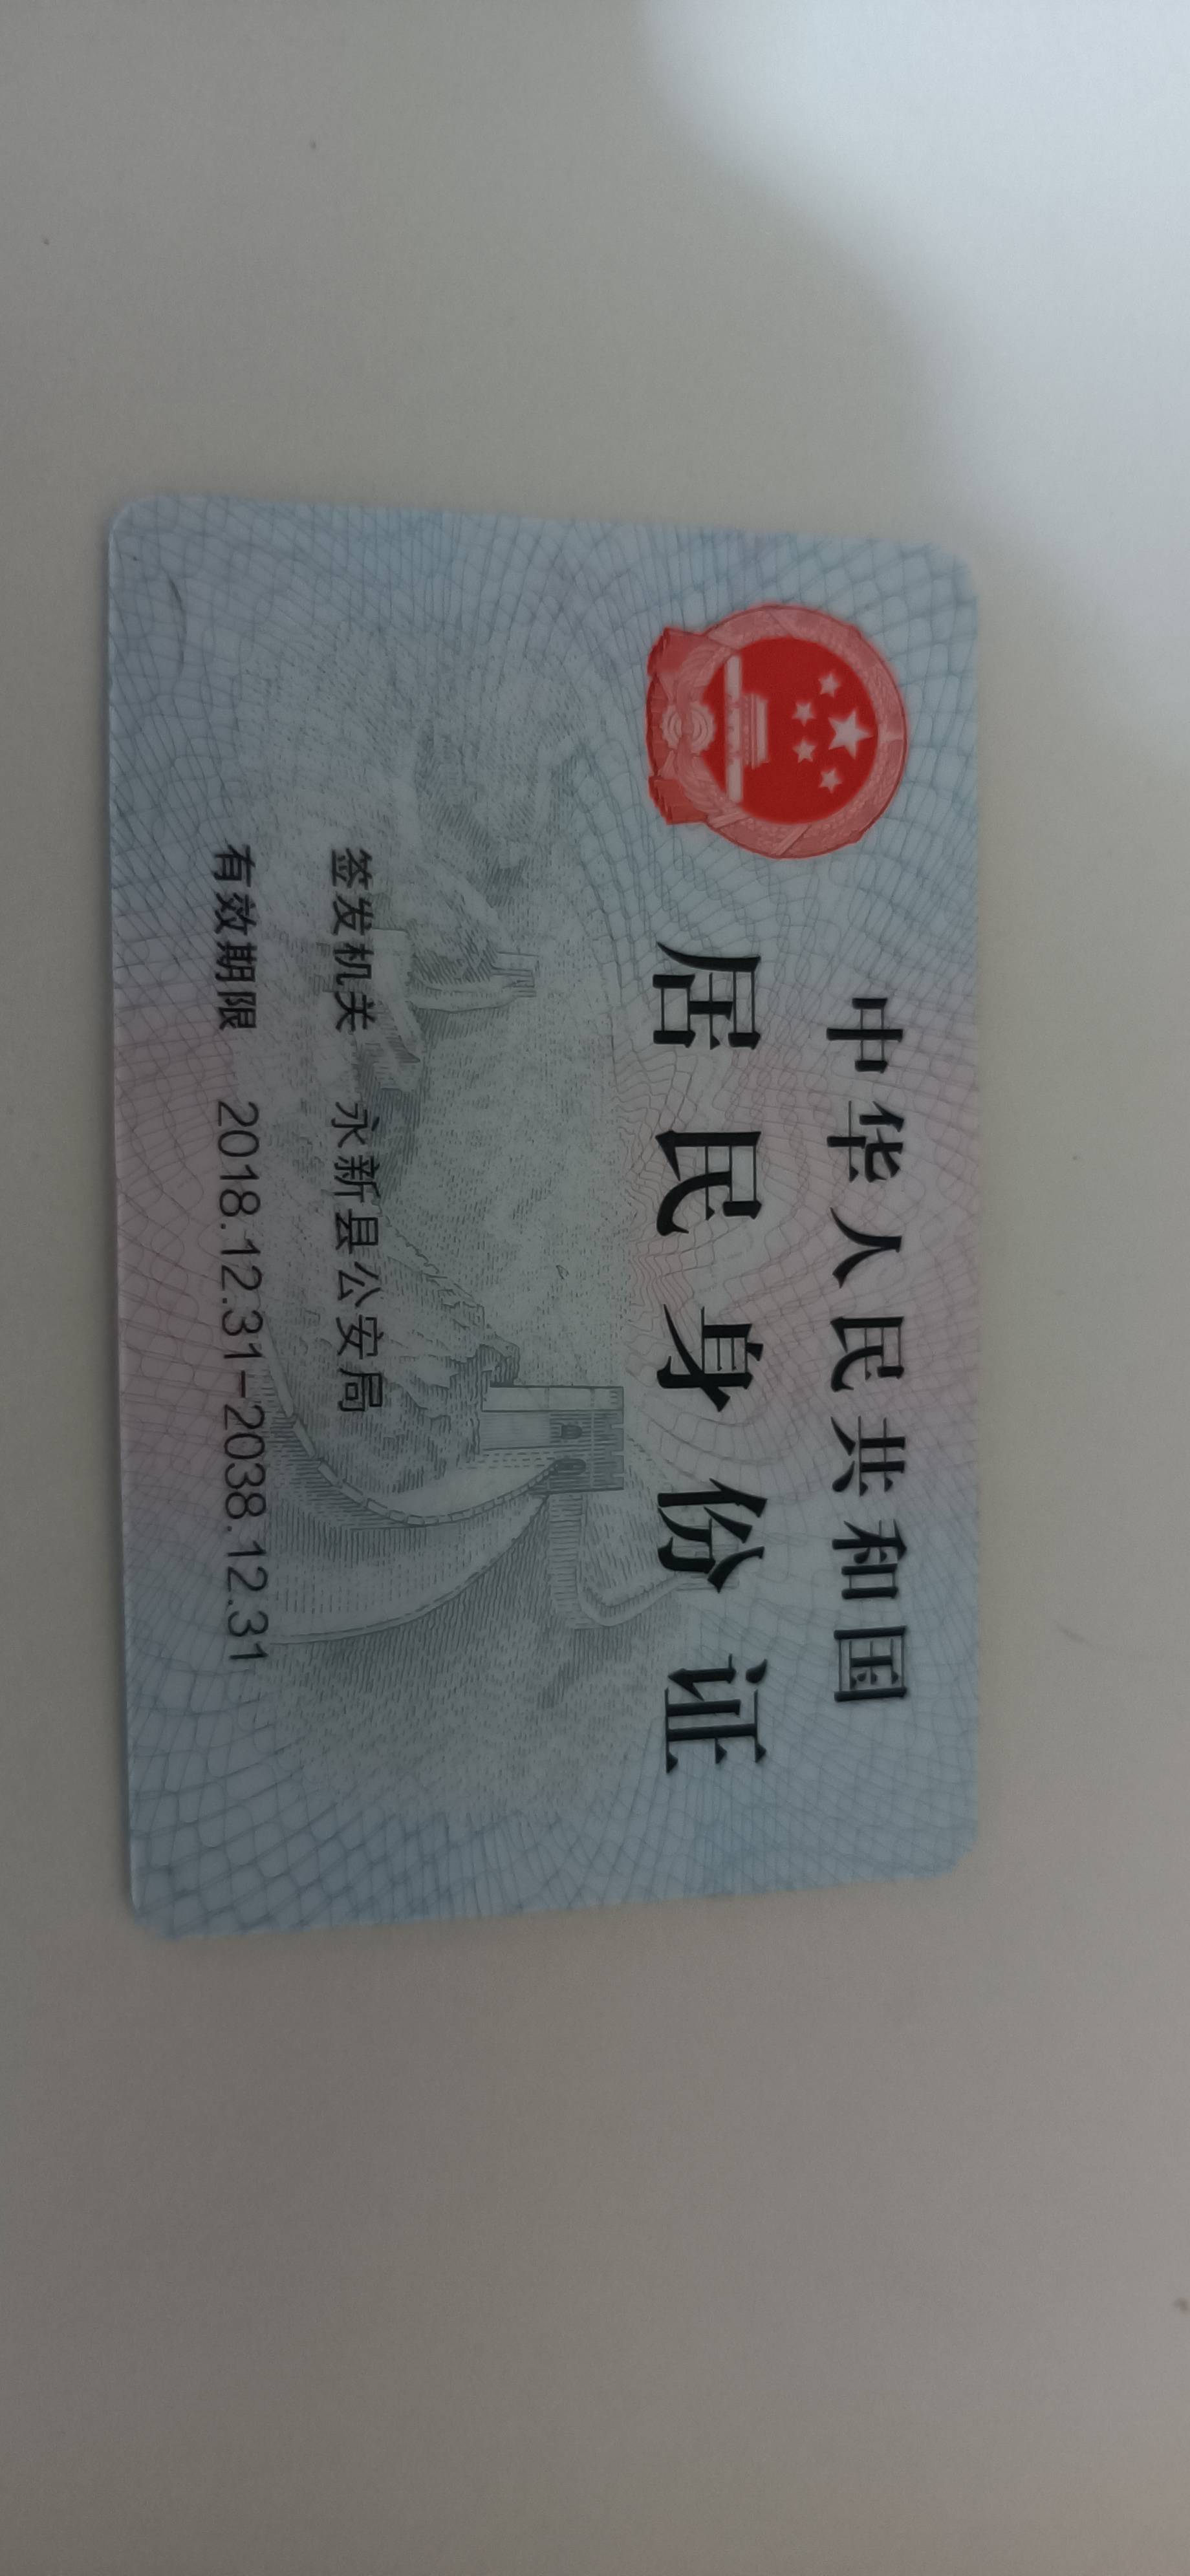 中华人民共和国
居民身份证
签发机关 永新县公安局
有效期限 2018.12.31-2038.12.31